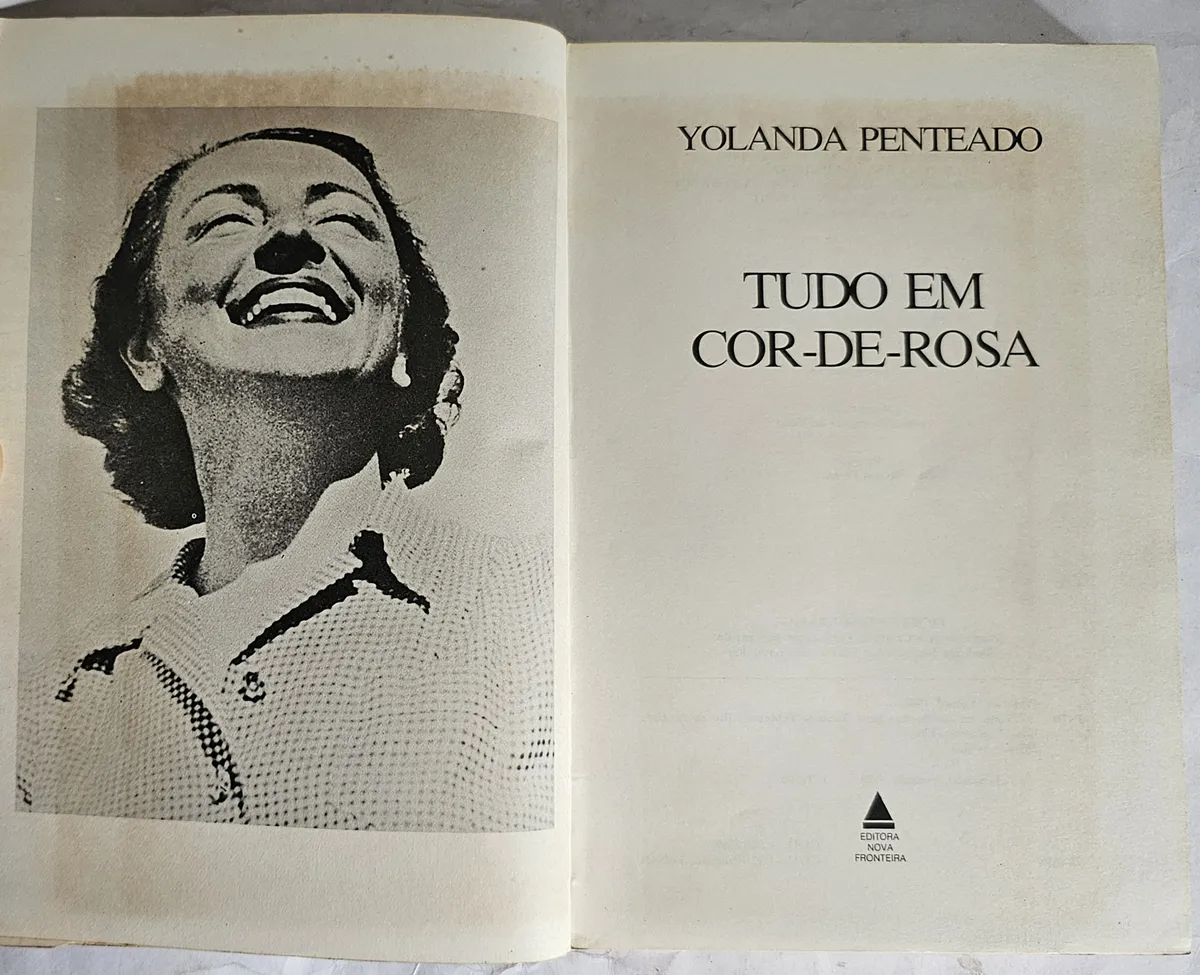 YOLANDA PENTEADO
TUDO EM
COR-DE-ROSA
EDITORA
NOVA
FRONTEIRA